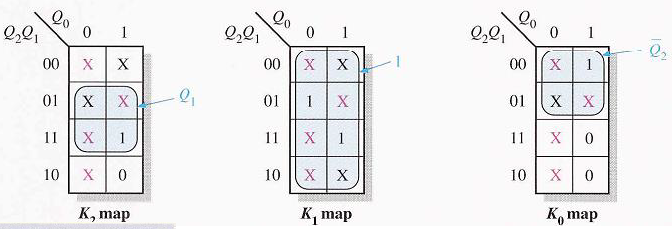 Q₀ Q₀ Q₀
Q₂Q₁ 0 1 Q₂Q₁ 0 1 Q₂Q₁ 0 1 Q̄₂
00 X X 00 X X 1 00 X 1
01 X X Q₁ 01 1 X 01 X X
11 X 1 11 X 1 11 X 0
10 X 0 10 X X 10 X 0
K₂ map K₁ map K₀ map